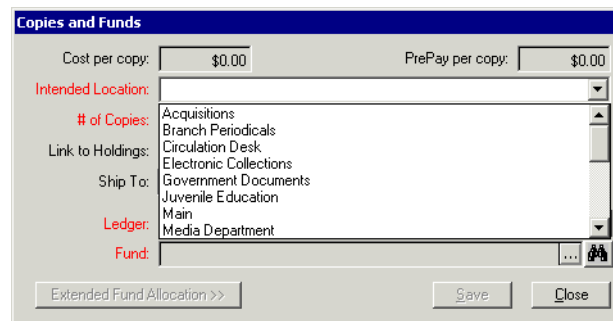 Copies and Funds
Cost per copy: $0.00 PrePay per copy: $0.00
Intended Location:
# of Copies: Acquisitions
Branch Periodicals
Link to Holdings: Circulation Desk
Electronic Collections
Ship To: Government Documents
Juvenile Education
Main
Ledger: Media Department
Fund: ...
Extended Fund Allocation >> Save Close